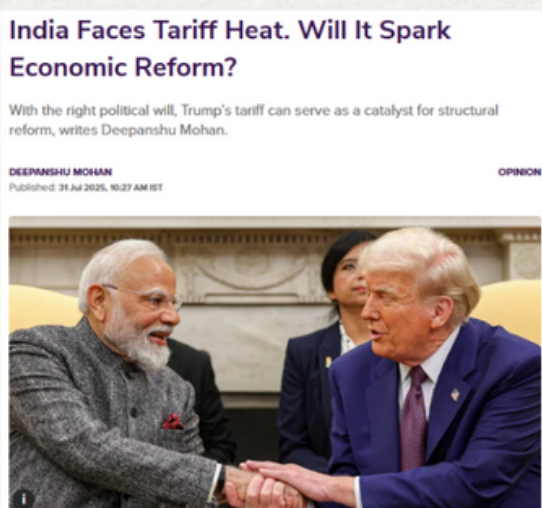 India Faces Tariff Heat. Will It Spark
Economic Reform?
With the right political will, Trump's tariff can serve as a catalyst for structural
reform, writes Deepanshu Mohan.
DEEPANSHU MOHAN
OPINION
Published: 31 Jul 2025, 10:27 AM IST
i